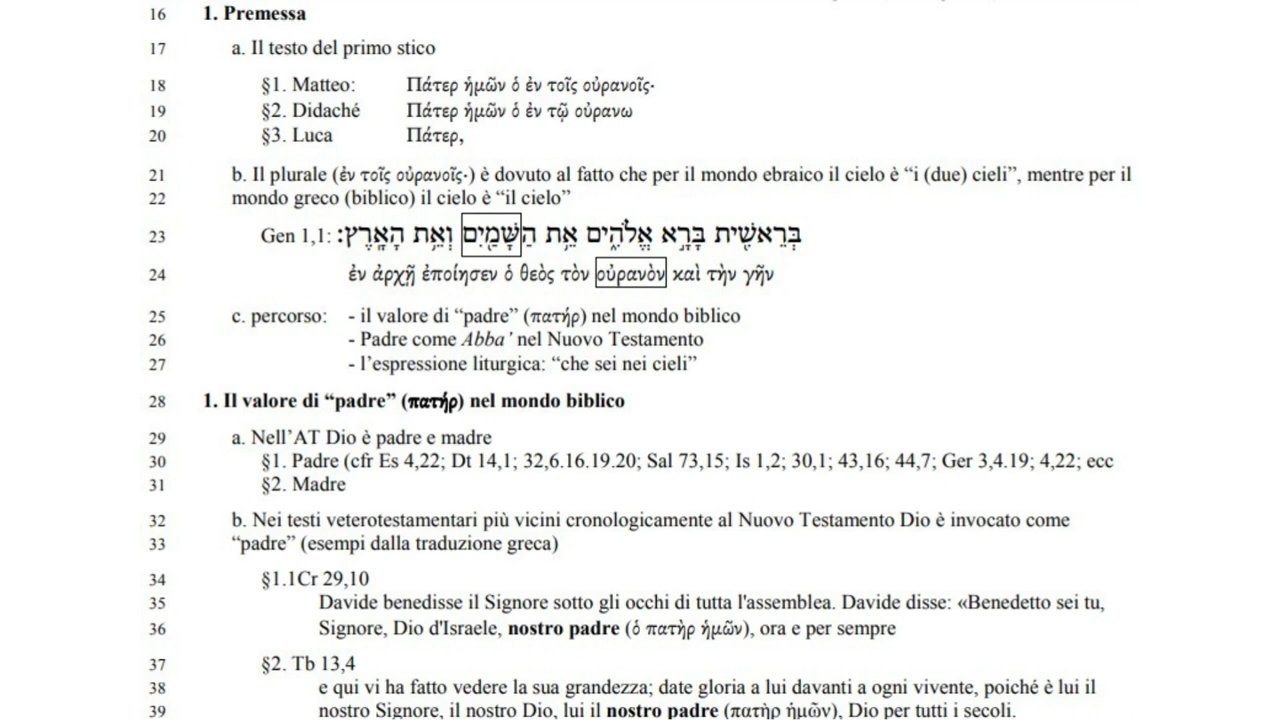 16 1. Premessa
17 a. Il testo del primo stico
18 §1. Matteo: Πάτερ ἡμῶν ὁ ἐν τοῖς οὐρανοῖς·
19 §2. Didaché Πάτερ ἡμῶν ὁ ἐν τῷ οὐρανω
20 §3. Luca Πάτερ,
21 b. Il plurale (ἐν τοῖς οὐρανοῖς·) è dovuto al fatto che per il mondo ebraico il cielo è “i (due) cieli”, mentre per il
22 mondo greco (biblico) il cielo è “il cielo”
23 Gen 1,1: בְּרֵאשִׁ֖ית בָּרָ֣א אֱלֹהִ֑ים אֵ֥ת הַשָּׁמַ֖יִם וְאֵ֥ת הָאָֽרֶץ׃
24 ἐν ἀρχῇ ἐποίησεν ὁ θεὸς τὸν οὐρανὸν καὶ τὴν γῆν
25 c. percorso: - il valore di “padre” (πατήρ) nel mondo biblico
26 - Padre come Abba’ nel Nuovo Testamento
27 - l’espressione liturgica: “che sei nei cieli”
28 1. Il valore di “padre” (πατήρ) nel mondo biblico
29 a. Nell’AT Dio è padre e madre
30 §1. Padre (cfr Es 4,22; Dt 14,1; 32,6.16.19.20; Sal 73,15; Is 1,2; 30,1; 43,16; 44,7; Ger 3,4.19; 4,22; ecc
31 §2. Madre
32 b. Nei testi veterotestamentari più vicini cronologicamente al Nuovo Testamento Dio è invocato come
33 “padre” (esempi dalla traduzione greca)
34 §1.1Cr 29,10
35 Davide benedisse il Signore sotto gli occhi di tutta l'assemblea. Davide disse: «Benedetto sei tu,
36 Signore, Dio d'Israele, nostro padre (ὁ πατὴρ ἡμῶν), ora e per sempre
37 §2. Tb 13,4
38 e qui vi ha fatto vedere la sua grandezza; date gloria a lui davanti a ogni vivente, poiché è lui il
39 nostro Signore, il nostro Dio, lui il nostro padre (πατὴρ ἡμῶν), Dio per tutti i secoli.